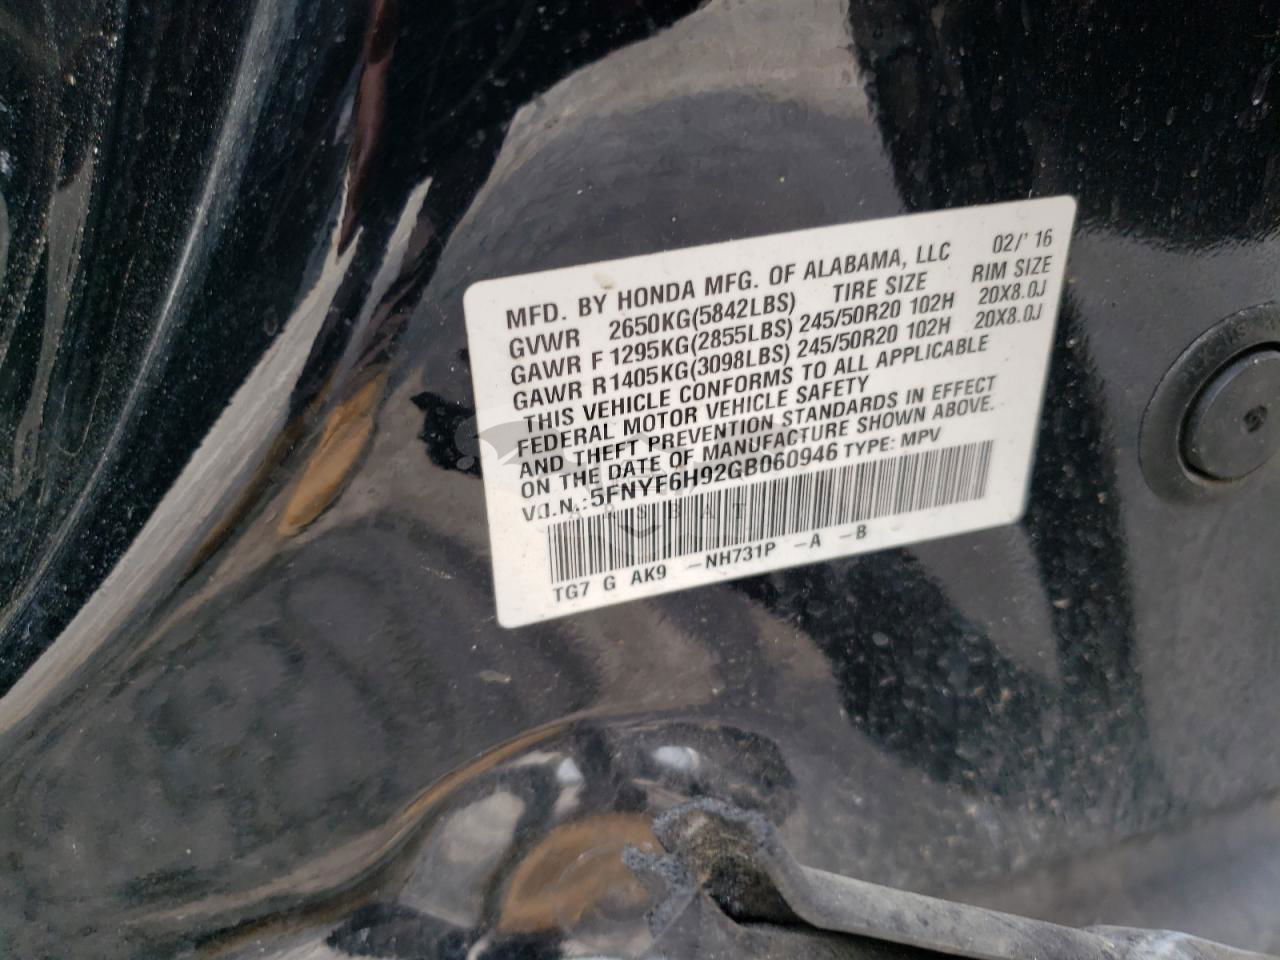 MFD. BY HONDA MFG. OF ALABAMA, LLC 02/' 16
GVWR 2650KG(5842LBS) TIRE SIZE RIM SIZE
GAWR F 1295KG(2855LBS) 245/50R20 102H 20X8.0J
GAWR R1405KG(3098LBS) 245/50R20 102H 20X8.0J
THIS VEHICLE CONFORMS TO ALL APPLICABLE
FEDERAL MOTOR VEHICLE SAFETY
AND THEFT PREVENTION STANDARDS IN EFFECT
ON THE DATE OF MANUFACTURE SHOWN ABOVE.
V.I.N.: 5FNYF6H92GB060946 TYPE: MPV
TG7 G AK9 -NH731P -A -B